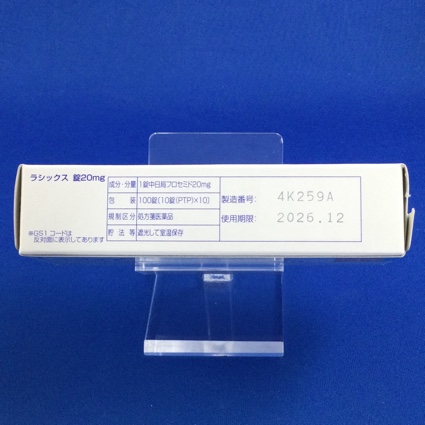 ラシックス 錠20mg
成分・分量 1錠中日局フロセミド20mg
包 装 100錠(10錠(PTP)×10)
規制区分 処方箋医薬品
貯 法 等 遮光して室温保存
製造番号: 4K259A
使用期限: 2026.12
※GS1 コードは
反対面に表示してあります